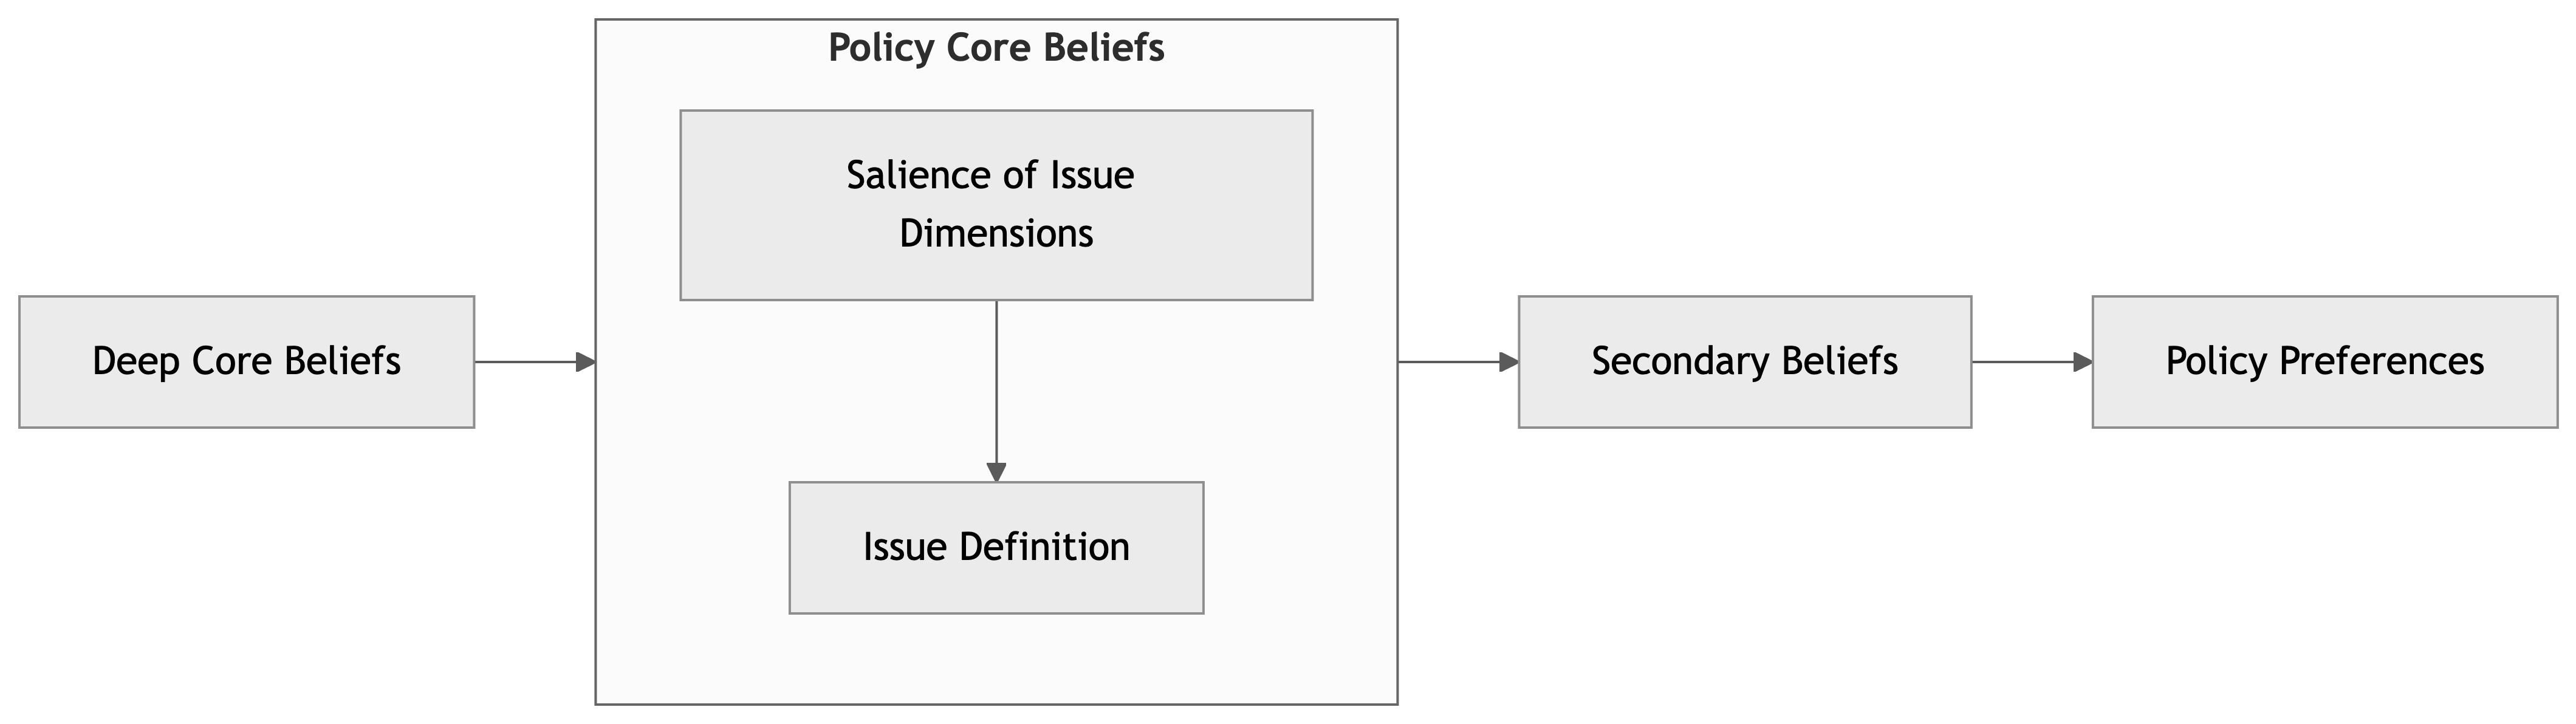 Policy Core Beliefs
Salience of Issue
Dimensions
Deep Core Beliefs
Secondary Beliefs
Policy Preferences
Issue Definition